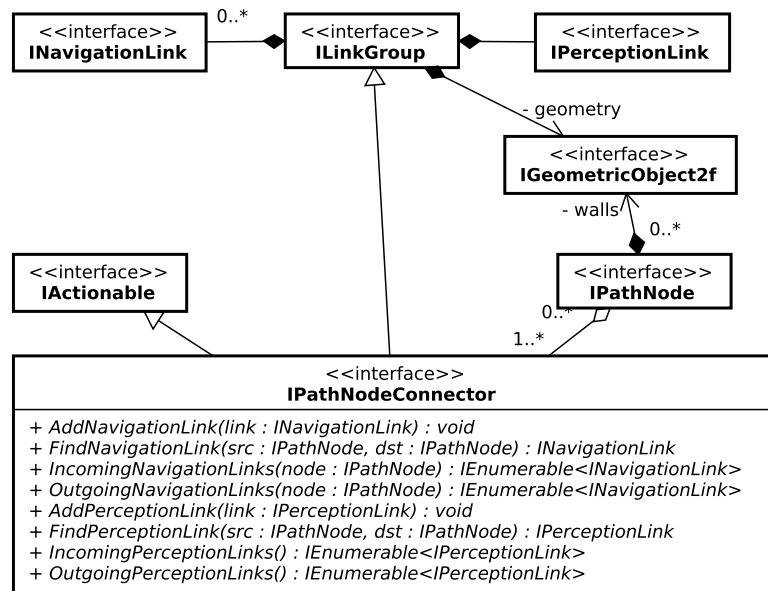 0..*
<<interface>>
INavigationLink
<<interface>>
ILinkGroup
<<interface>>
IPerceptionLink
- geometry
<<interface>>
IGeometricObject2f
- walls
0..*
<<interface>>
IActionable
<<interface>>
IPathNode
0..*
1..*
<<interface>>
IPathNodeConnector
+ AddNavigationLink(link : INavigationLink) : void
+ FindNavigationLink(src : IPathNode, dst : IPathNode) : INavigationLink
+ IncomingNavigationLinks(node : IPathNode) : IEnumerable<INavigationLink>
+ OutgoingNavigationLinks(node : IPathNode) : IEnumerable<INavigationLink>
+ AddPerceptionLink(link : IPerceptionLink) : void
+ FindPerceptionLink(src : IPathNode, dst : IPathNode) : IPerceptionLink
+ IncomingPerceptionLinks() : IEnumerable<IPerceptionLink>
+ OutgoingPerceptionLinks() : IEnumerable<IPerceptionLink>